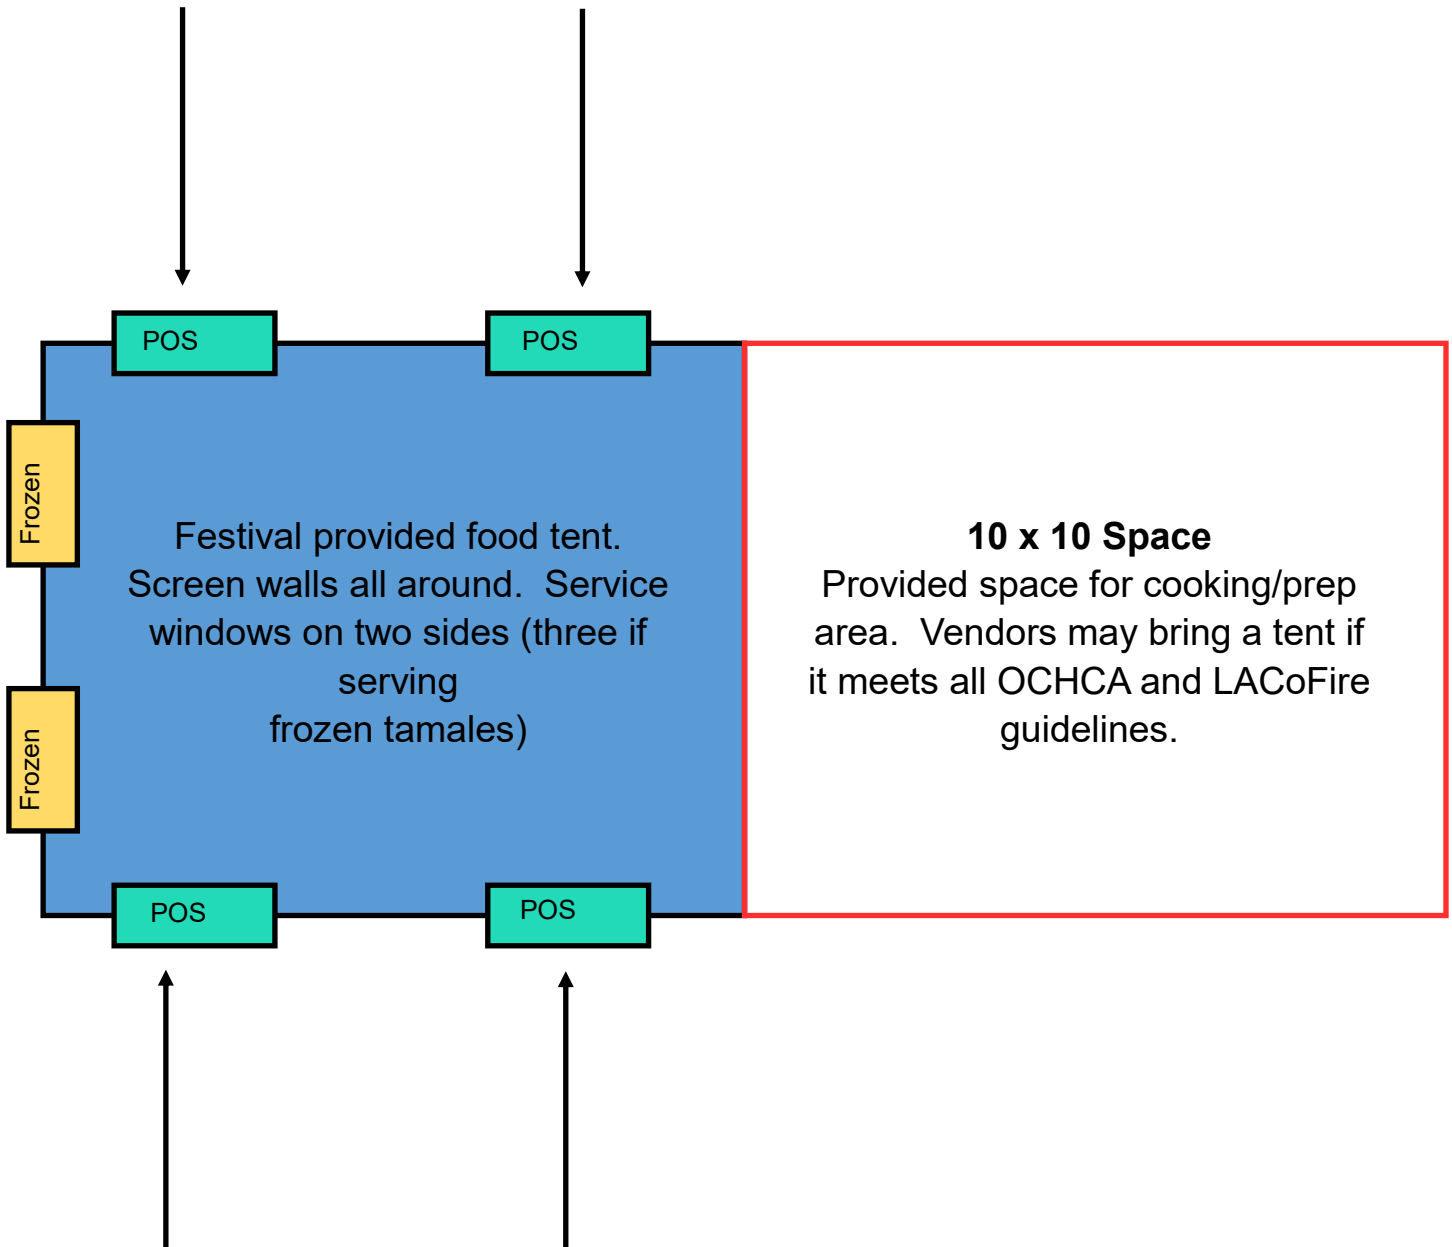 POS
POS
Frozen
Festival provided food tent.
Screen walls all around.  Service
windows on two sides (three if
serving
frozen tamales)
10 x 10 Space
Provided space for cooking/prep
area.  Vendors may bring a tent if
it meets all OCHCA and LACoFire
guidelines.
Frozen
POS
POS